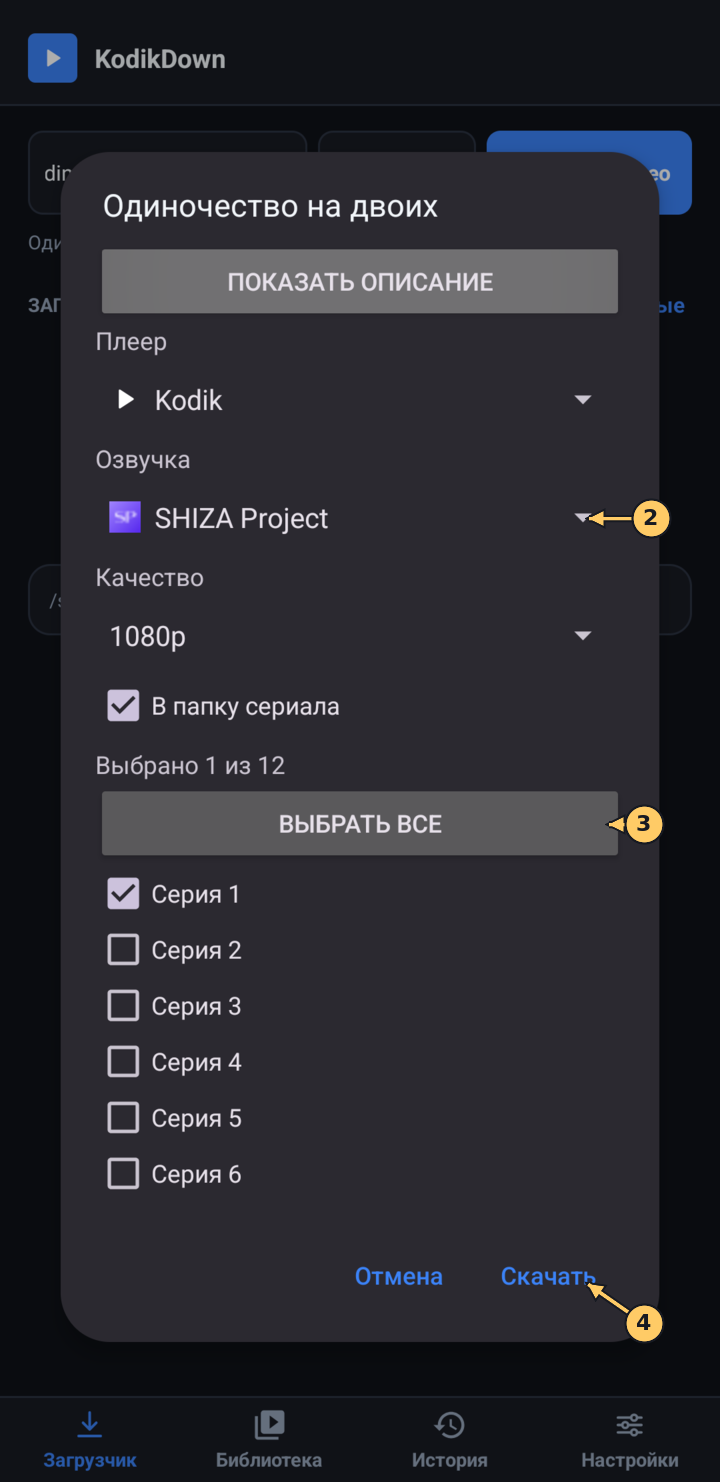 KodikDown
Одиночество на двоих
ПОКАЗАТЬ ОПИСАНИЕ
Плеер
Kodik
Озвучка
SP SHIZA Project
2
Качество
1080p
В папку сериала
Выбрано 1 из 12
ВЫБРАТЬ ВСЕ
3
Серия 1
Серия 2
Серия 3
Серия 4
Серия 5
Серия 6
Отмена Скачать
4
Загрузчик Библиотека История Настройки